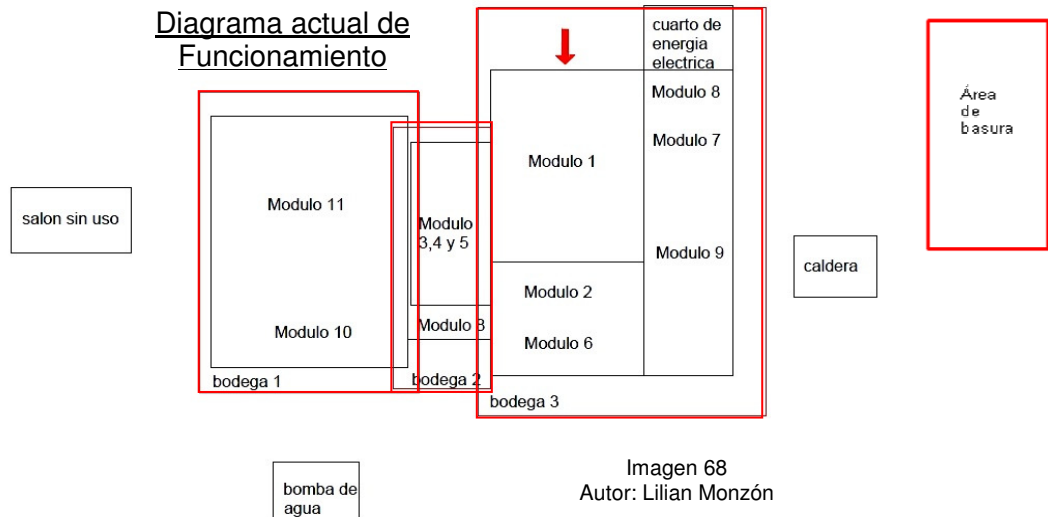 Diagrama actual de
Funcionamiento
cuarto de
energia
electrica
Modulo 8
Modulo 7
Modulo 1
Modulo 9
Modulo 2
Modulo 6
bodega 3
Modulo 11
Modulo 10
bodega 1
Modulo
3,4 y 5
Modulo 8
bodega 2
salon sin uso
caldera
Área
de
basura
bomba de
agua
Imagen 68
Autor: Lilian Monzón